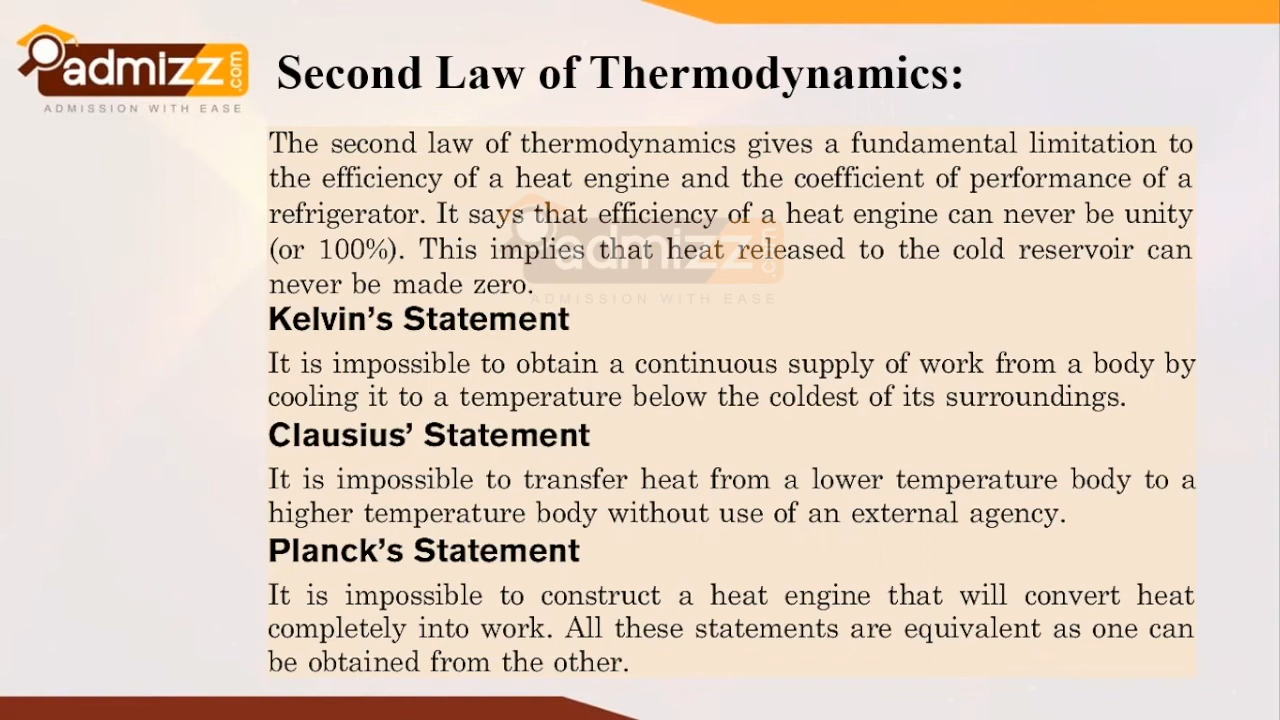 admizz.com
ADMISSION WITH EASE
Second Law of Thermodynamics:
The second law of thermodynamics gives a fundamental limitation to
the efficiency of a heat engine and the coefficient of performance of a
refrigerator. It says that efficiency of a heat engine can never be unity
(or 100%). This implies that heat released to the cold reservoir can
never be made zero.
admizz.com
ADMISSION WITH EASE
Kelvin’s Statement
It is impossible to obtain a continuous supply of work from a body by
cooling it to a temperature below the coldest of its surroundings.
Clausius’ Statement
It is impossible to transfer heat from a lower temperature body to a
higher temperature body without use of an external agency.
Planck’s Statement
It is impossible to construct a heat engine that will convert heat
completely into work. All these statements are equivalent as one can
be obtained from the other.